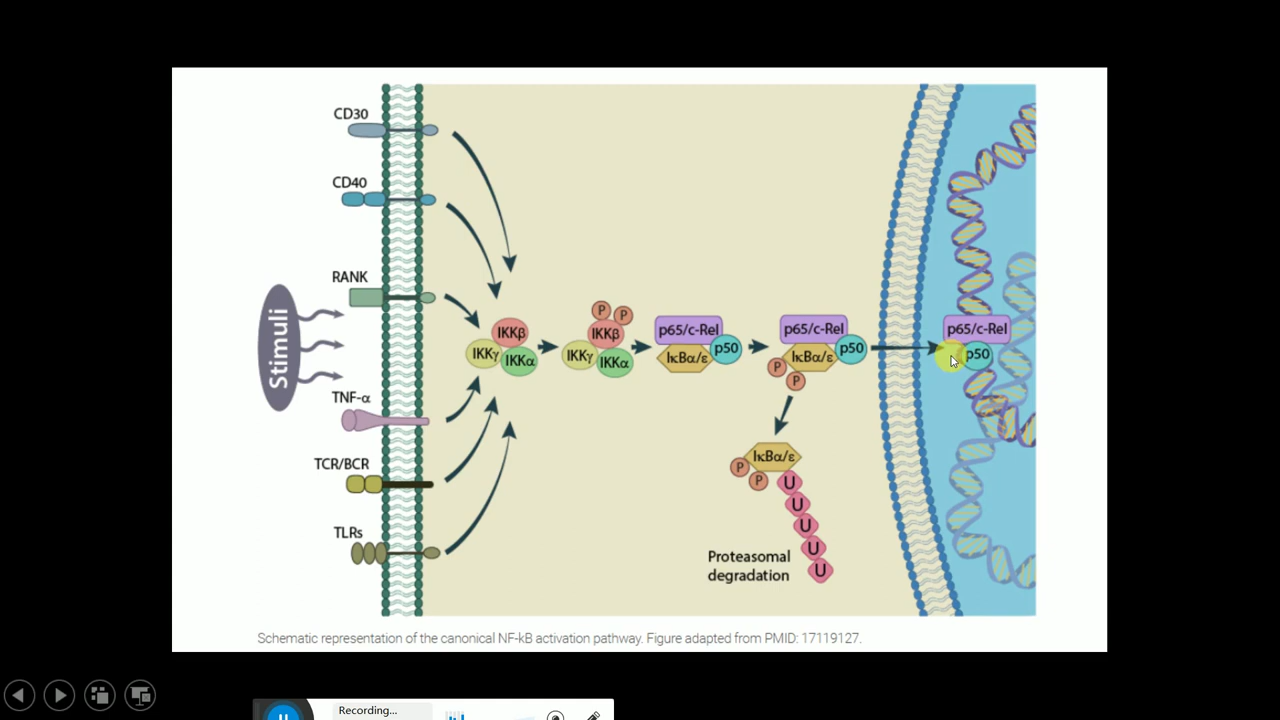 CD30
CD40
RANK
Stimuli
TNF-α
TCR/BCR
TLRs
IKKβ
IKKγ
IKKα
P
P
IKKβ
IKKγ
IKKα
p65/c-Rel
IκBα/ε
p50
p65/c-Rel
IκBα/ε
p50
P
P
p65/c-Rel
p50
IκBα/ε
P
P
U
U
U
U
U
Proteasomal
degradation
Schematic representation of the canonical NF-kB activation pathway. Figure adapted from PMID: 17119127.
Recording...